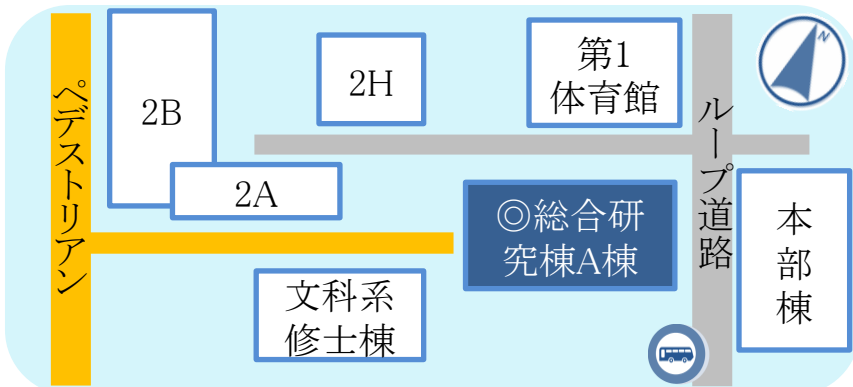 ペデストリアン
2B
2A
2H
第1
体育館
ループ道路
N
◎総合研
究棟A棟
本部棟
文科系
修士棟